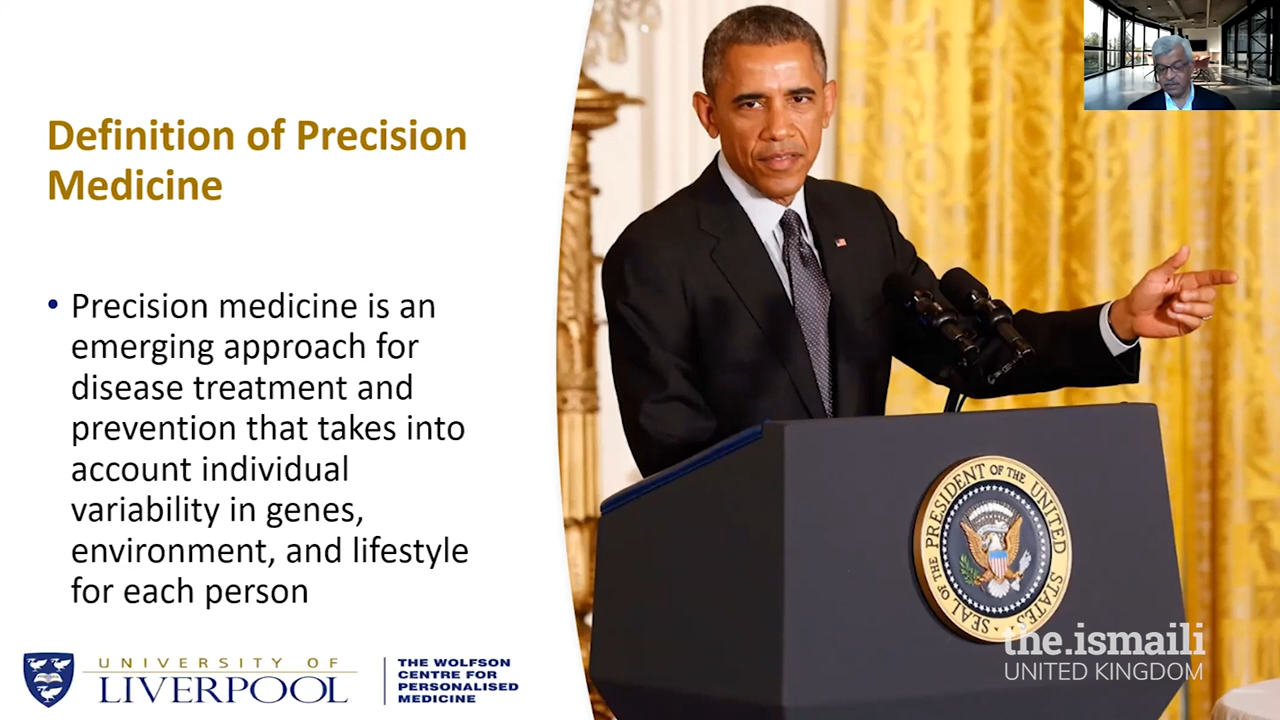 Definition of Precision
Medicine
• Precision medicine is an
emerging approach for
disease treatment and
prevention that takes into
account individual
variability in genes,
environment, and lifestyle
for each person
UNIVERSITY OF
LIVERPOOL
THE WOLFSON
CENTRE FOR
PERSONALISED
MEDICINE
SEAL OF THE PRESIDENT OF THE UNITED STATES
the.ismaili
UNITED KINGDOM